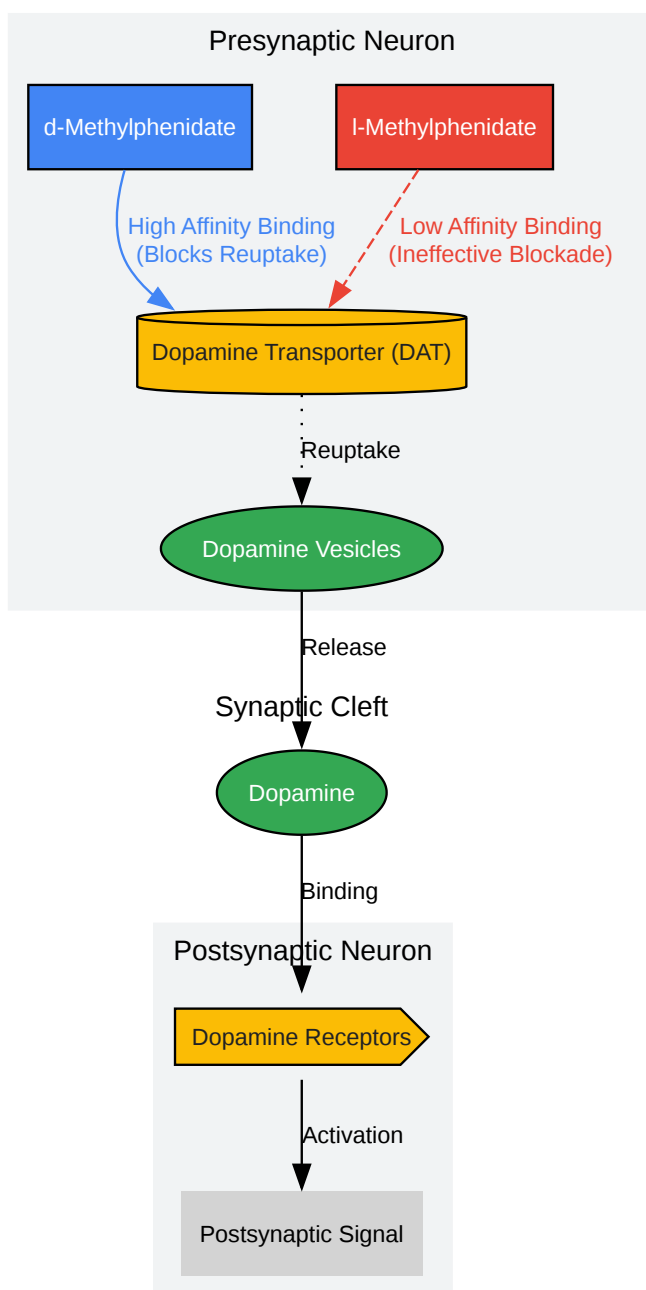 Presynaptic Neuron
d-Methylphenidate
l-Methylphenidate
High Affinity Binding
(Blocks Reuptake)
Low Affinity Binding
(Ineffective Blockade)
Dopamine Transporter (DAT)
Reuptake
Dopamine Vesicles
Release
Synaptic Cleft
Dopamine
Binding
Postsynaptic Neuron
Dopamine Receptors
Activation
Postsynaptic Signal